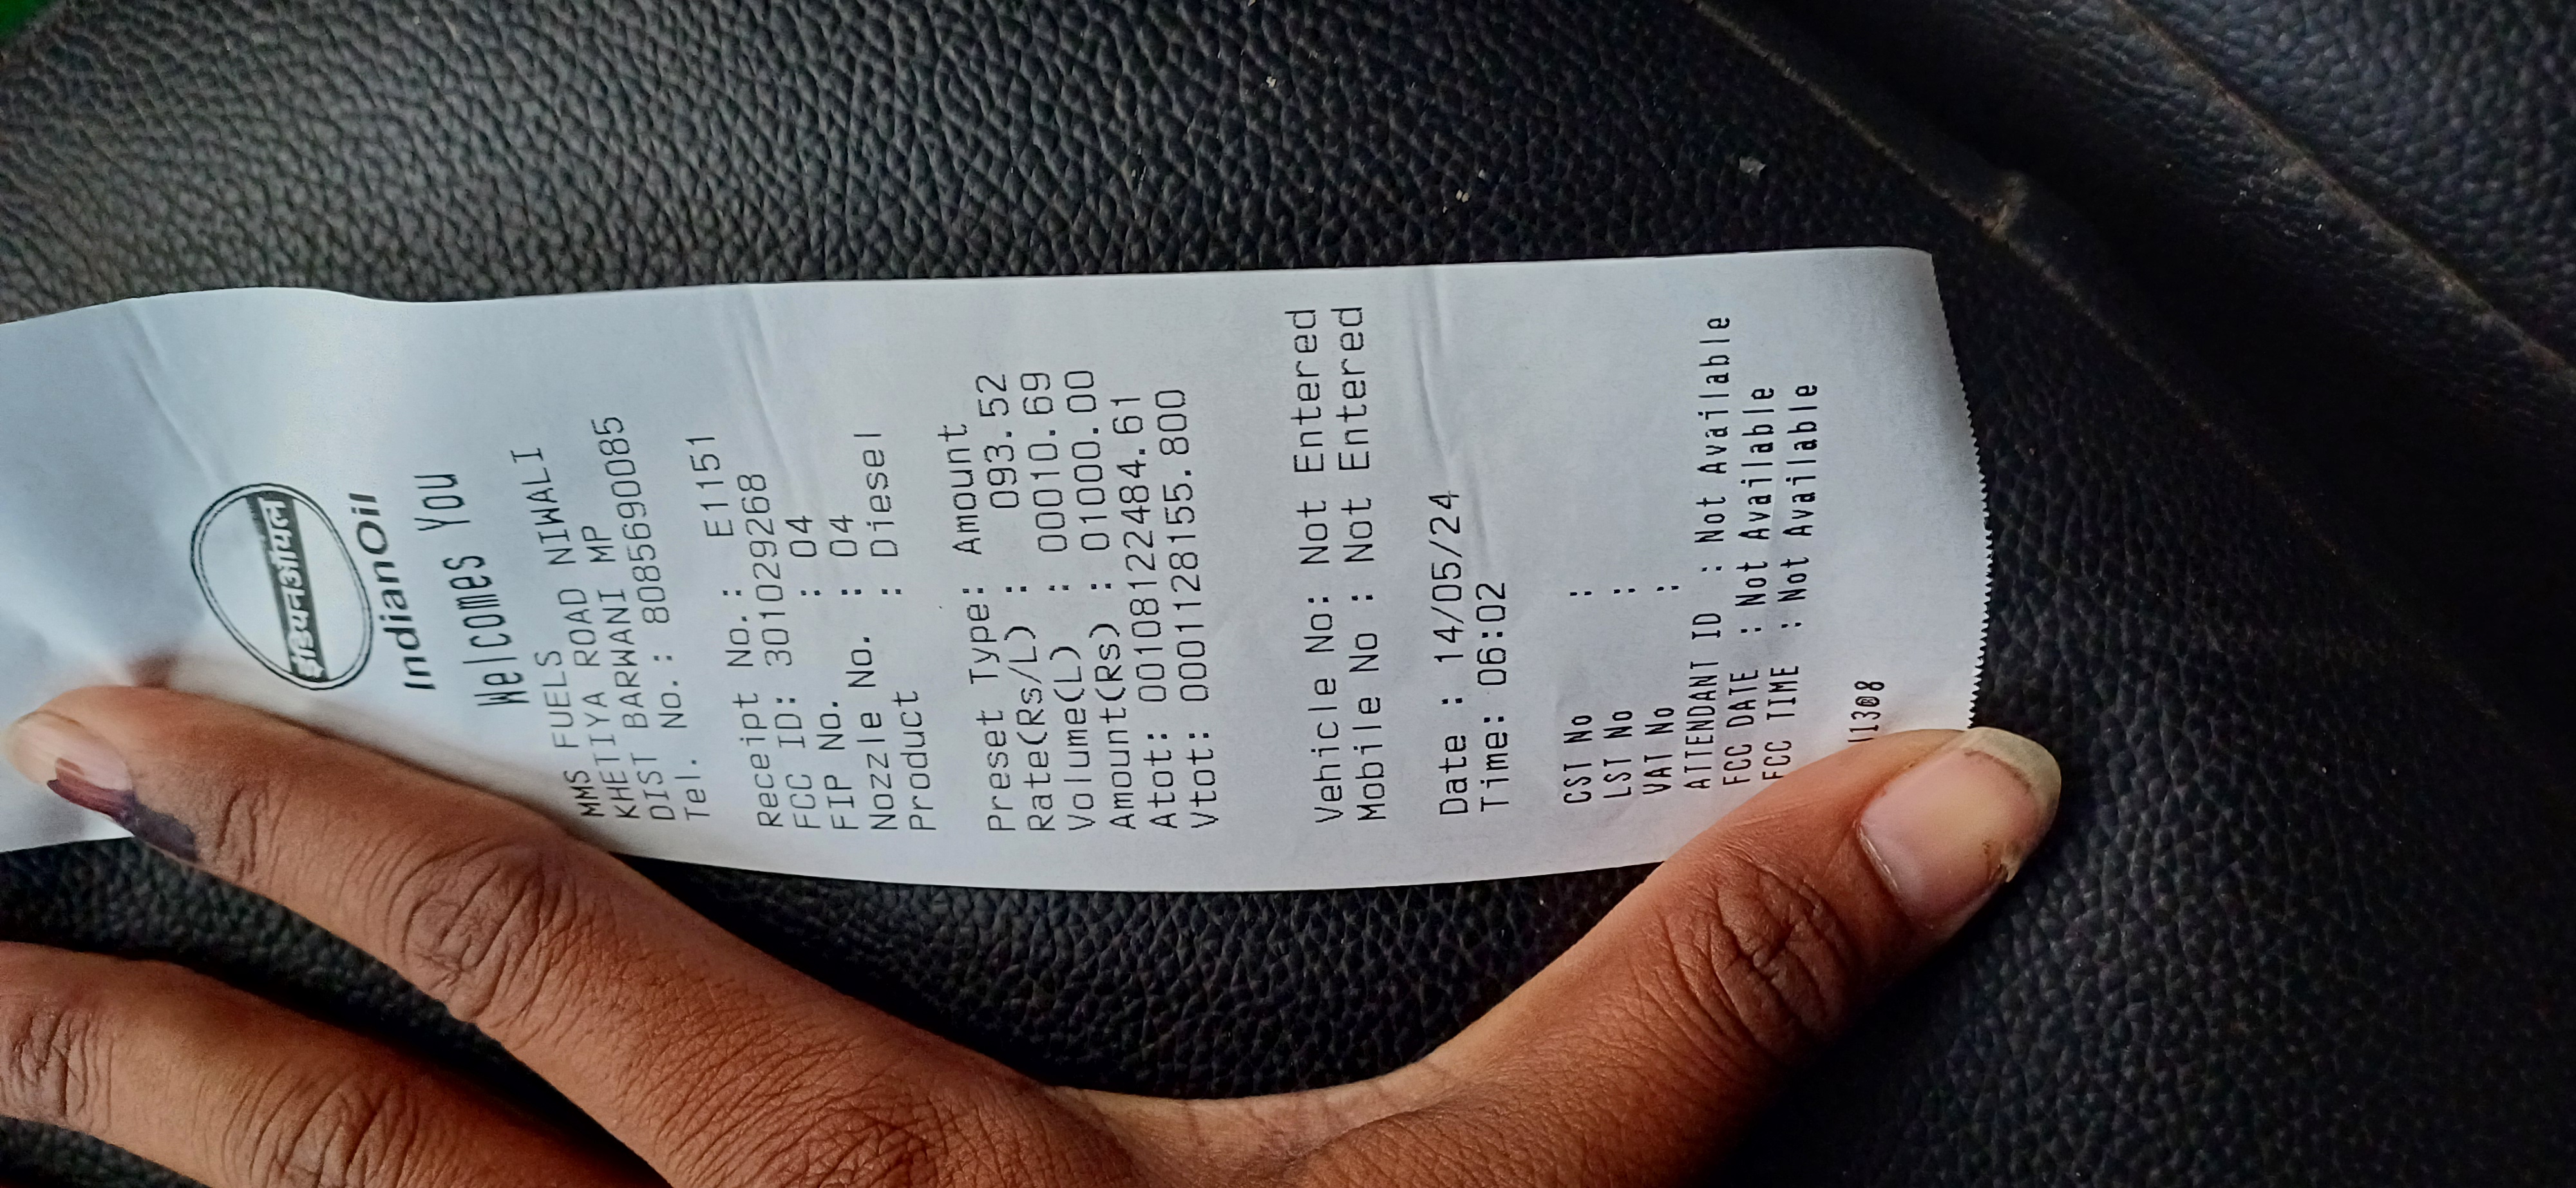 इंडियनऑयल
IndianOil
Welcomes You
MMS FUELS
KHETIYA ROAD NIWALI
DIST BARWANI MP
Tel. No.: 8085690085
E1151
Receipt No.:
FCC ID: 301029268
FIP No. : 04
Nozzle No. : 04
Product : Diesel
Preset Type: Amount
Rate(Rs/L) : 093.52
Volume(L) : 00010.69
Amount(Rs) : 01000.00
Atot: 00108122484.61
Vtot: 00011281 55.800
Vehicle No: Not Entered
Mobile No : Not Entered
Date : 14/05/24
Time: 06:02
CST No :
LST No :
VAT No :
ATTENDANT ID : Not Available
FCC DATE : Not Available
FCC TIME : Not Available